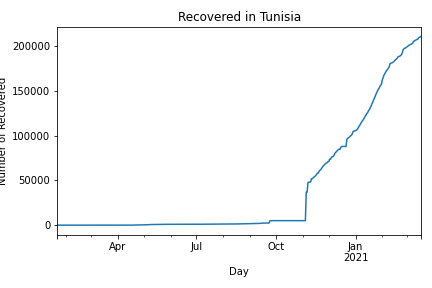 Recovered in Tunisia
Number of Recovered
200000
150000
100000
50000
0
Apr
Jul
Oct
Jan
2021
Day